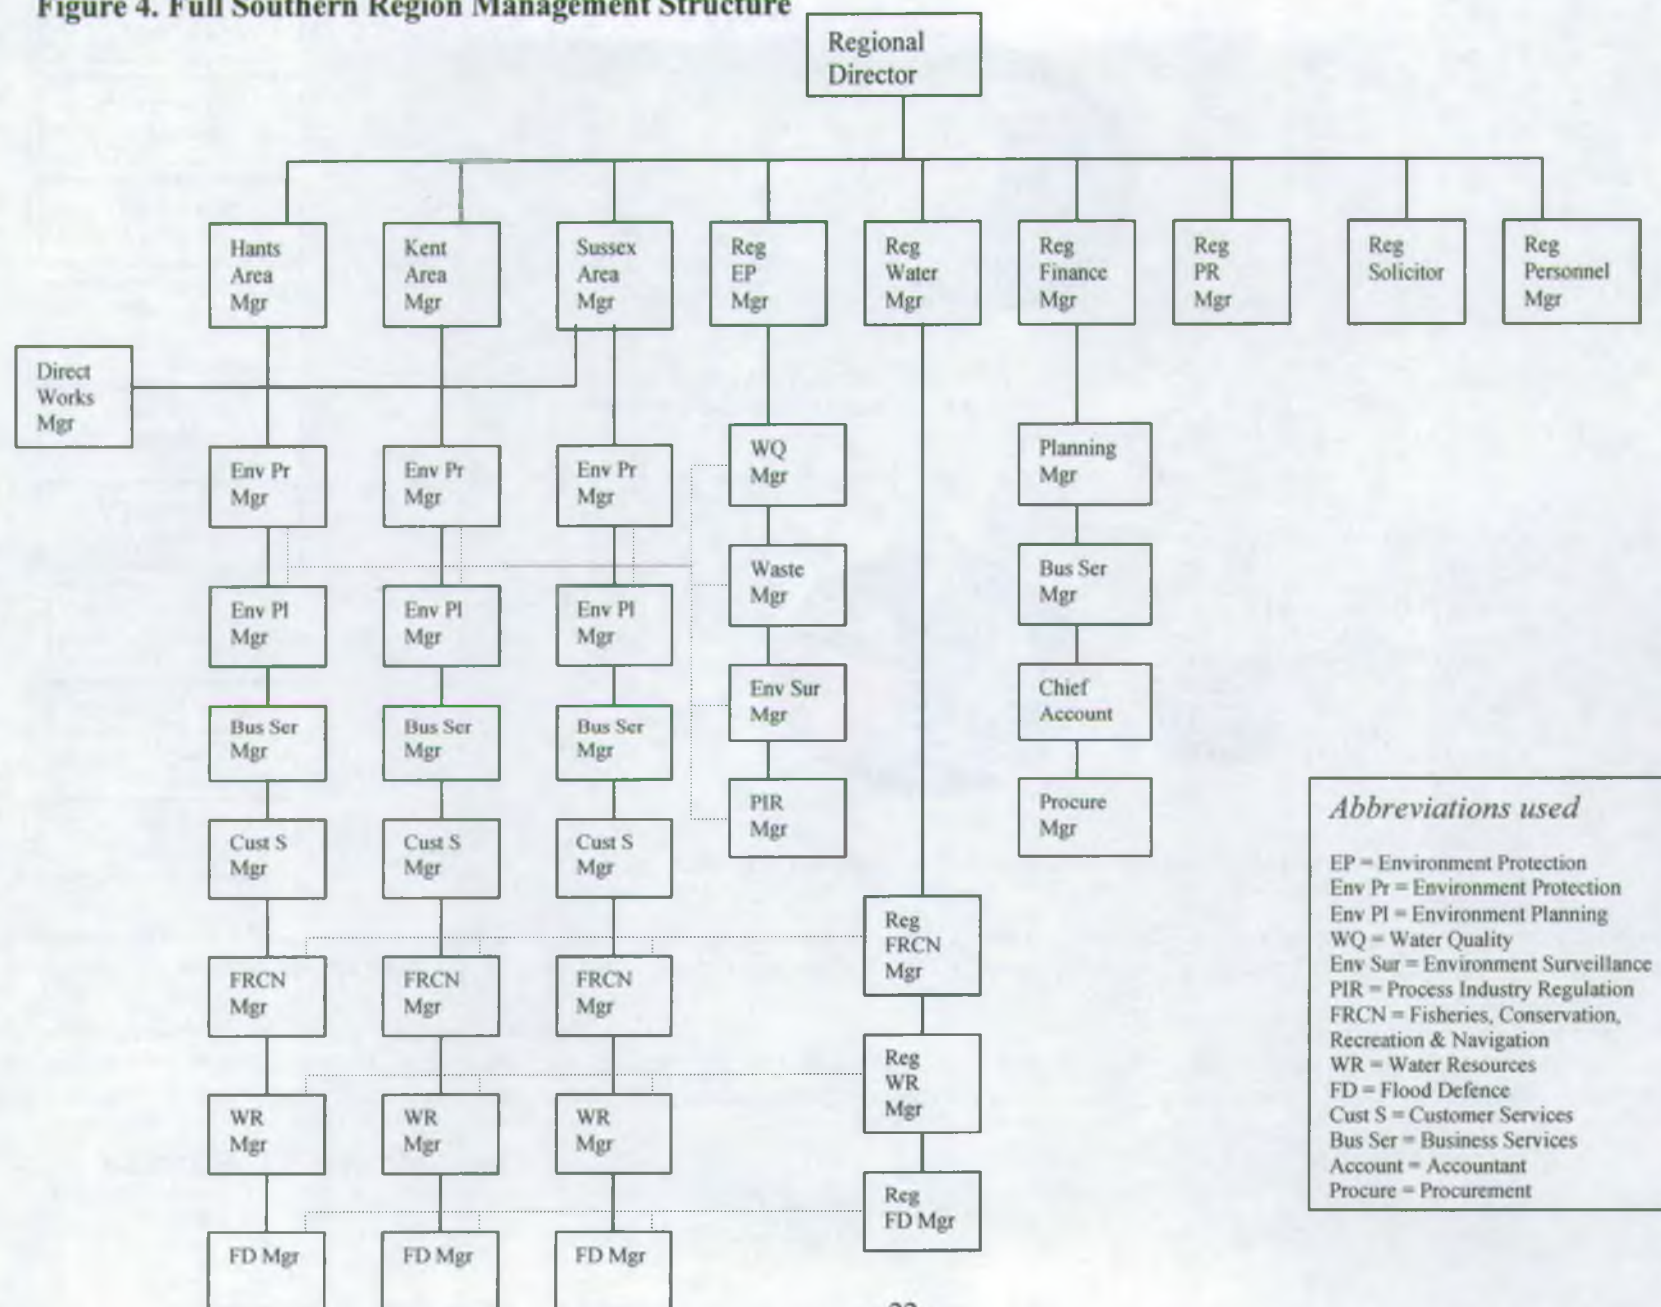 Figure 4. Full Southern Region Management Structure
Regional
Director
Hants
Area
Mgr
Kent
Area
Mgr
Sussex
Area
Mgr
Reg
EP
Mgr
Reg
Water
Mgr
Reg
Finance
Mgr
Reg
PR
Mgr
Reg
Solicitor
Reg
Personnel
Mgr
Direct
Works
Mgr
Env Pr
Mgr
Env Pr
Mgr
Env Pr
Mgr
WQ
Mgr
Planning
Mgr
Env Pl
Mgr
Env Pl
Mgr
Env Pl
Mgr
Waste
Mgr
Bus Ser
Mgr
Bus Ser
Mgr
Bus Ser
Mgr
Bus Ser
Mgr
Env Sur
Mgr
Chief
Account
Cust S
Mgr
Cust S
Mgr
Cust S
Mgr
PIR
Mgr
Procure
Mgr
FRCN
Mgr
FRCN
Mgr
FRCN
Mgr
Reg
FRCN
Mgr
WR
Mgr
WR
Mgr
WR
Mgr
Reg
WR
Mgr
FD Mgr
FD Mgr
FD Mgr
Reg
FD Mgr
Abbreviations used
EP = Environment Protection
Env Pr = Environment Protection
Env Pl = Environment Planning
WQ = Water Quality
Env Sur = Environment Surveillance
PIR = Process Industry Regulation
FRCN = Fisheries, Conservation,
Recreation & Navigation
WR = Water Resources
FD = Flood Defence
Cust S = Customer Services
Bus Ser = Business Services
Account = Accountant
Procure = Procurement